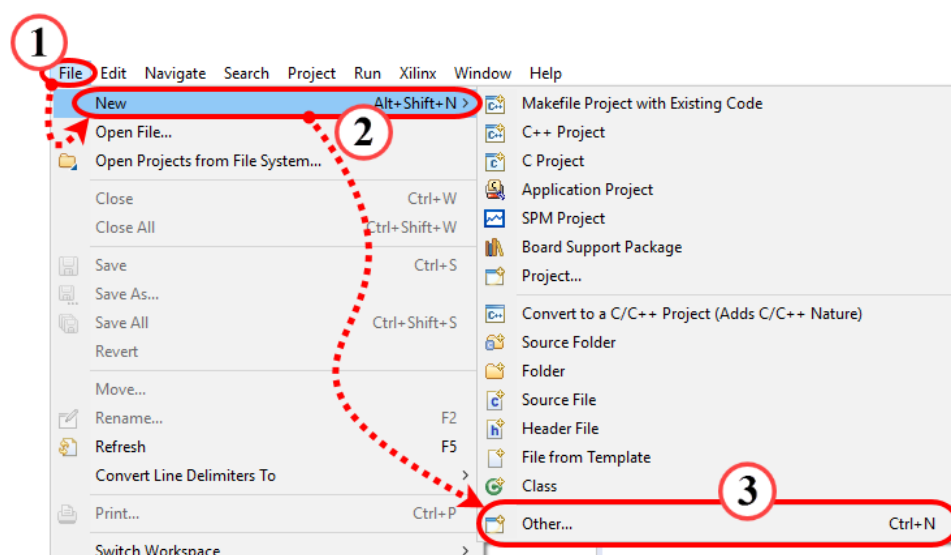 1
File Edit Navigate Search Project Run Xilinx Window Help
New Alt+Shift+N >
2
Open File...
Open Projects from File System...
Close Ctrl+W
Close All Ctrl+Shift+W
Save Ctrl+S
Save As...
Save All Ctrl+Shift+S
Revert
Move...
Rename... F2
Refresh F5
Convert Line Delimiters To >
Print... Ctrl+P
Switch Workspace >
Makefile Project with Existing Code
C++ Project
C Project
Application Project
SPM Project
Board Support Package
Project...
Convert to a C/C++ Project (Adds C/C++ Nature)
Source Folder
Folder
Source File
Header File
File from Template
Class
3
Other... Ctrl+N